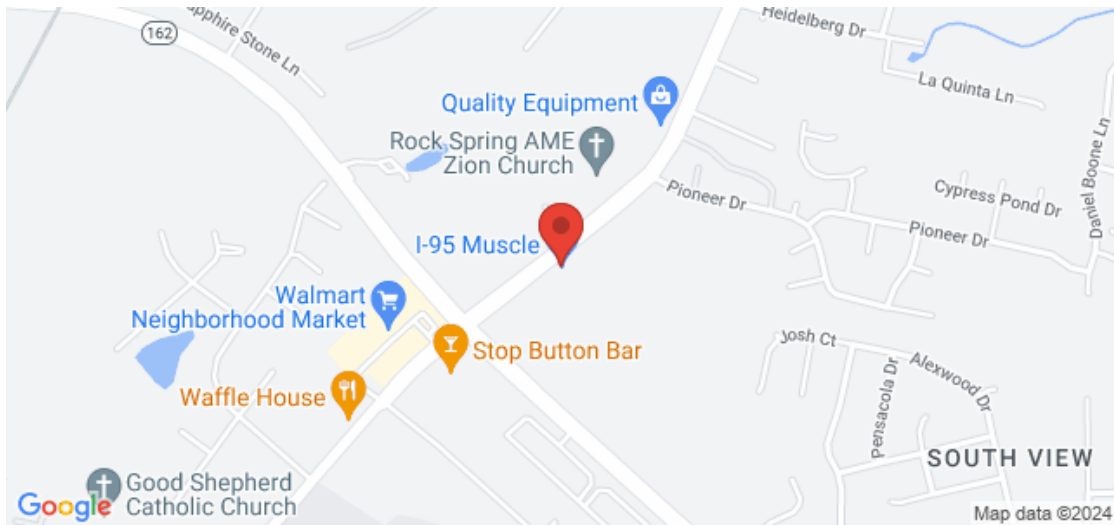 162
Sapphire Stone Ln
Heidelberg Dr
La Quinta Ln
Daniel Boone Ln
Quality Equipment
Rock Spring AME
Zion Church
Pioneer Dr
Cypress Pond Dr
Pioneer Dr
I-95 Muscle
Walmart
Neighborhood Market
Stop Button Bar
Josh Ct
Alexwood Dr
Pensacola Dr
Waffle House
SOUTH VIEW
Good Shepherd
Catholic Church
Google
Map data ©2024